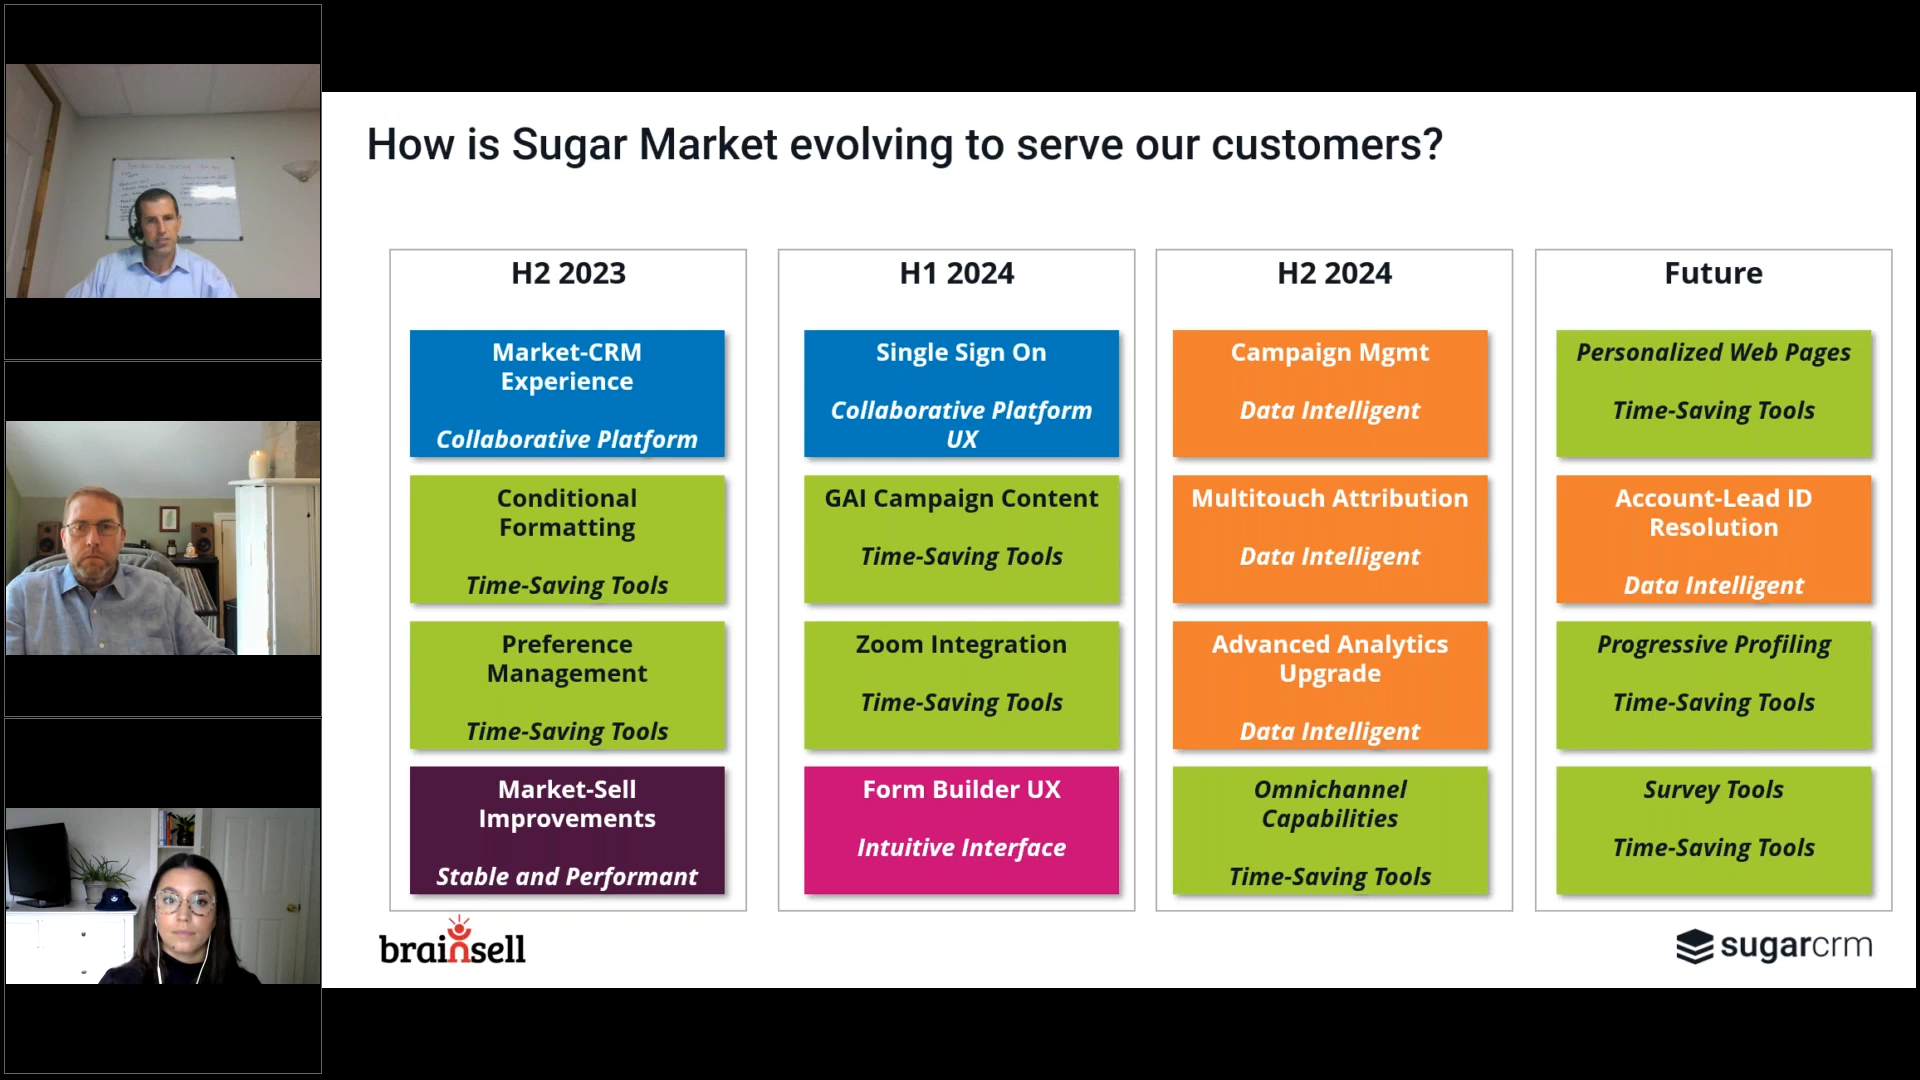 How is Sugar Market evolving to serve our customers?
H2 2023
Market-CRM
Experience
Collaborative Platform
Conditional
Formatting
Time-Saving Tools
Preference
Management
Time-Saving Tools
Market-Sell
Improvements
Stable and Performant
H1 2024
Single Sign On
Collaborative Platform
UX
GAI Campaign Content
Time-Saving Tools
Zoom Integration
Time-Saving Tools
Form Builder UX
Intuitive Interface
H2 2024
Campaign Mgmt
Data Intelligent
Multitouch Attribution
Data Intelligent
Advanced Analytics
Upgrade
Data Intelligent
Omnichannel
Capabilities
Time-Saving Tools
Future
Personalized Web Pages
Time-Saving Tools
Account-Lead ID
Resolution
Data Intelligent
Progressive Profiling
Time-Saving Tools
Survey Tools
Time-Saving Tools
brainsell
sugarcrm